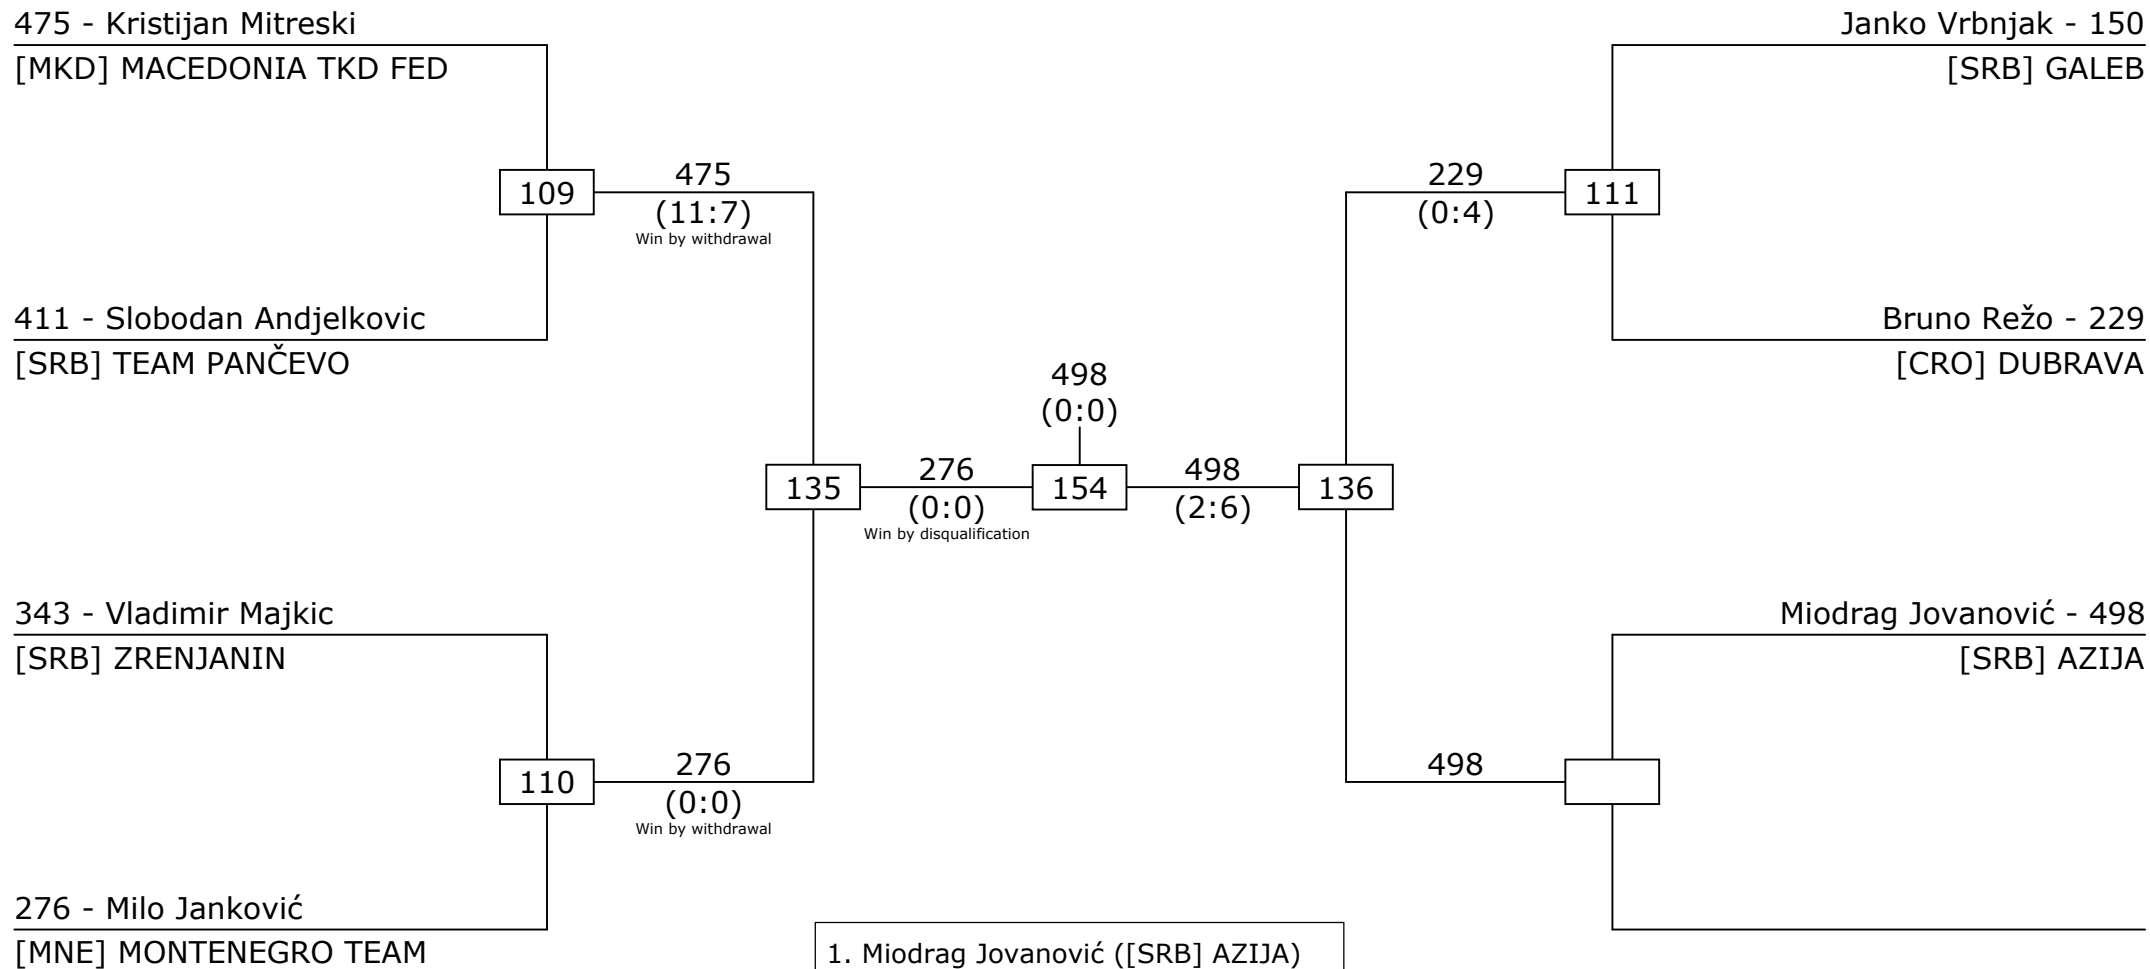 475 - Kristijan Mitreski
[MKD] MACEDONIA TKD FED
Janko Vrbnjak - 150
[SRB] GALEB
109
475
(11:7)
Win by withdrawal
229
(0:4)
111
411 - Slobodan Andjelkovic
[SRB] TEAM PANČEVO
Bruno Režo - 229
[CRO] DUBRAVA
498
(0:0)
135
276
(0:0)
Win by disqualification
154
498
(2:6)
136
343 - Vladimir Majkic
[SRB] ZRENJANIN
Miodrag Jovanović - 498
[SRB] AZIJA
110
276
(0:0)
Win by withdrawal
498
276 - Milo Janković
[MNE] MONTENEGRO TEAM
1. Miodrag Jovanović ([SRB] AZIJA)